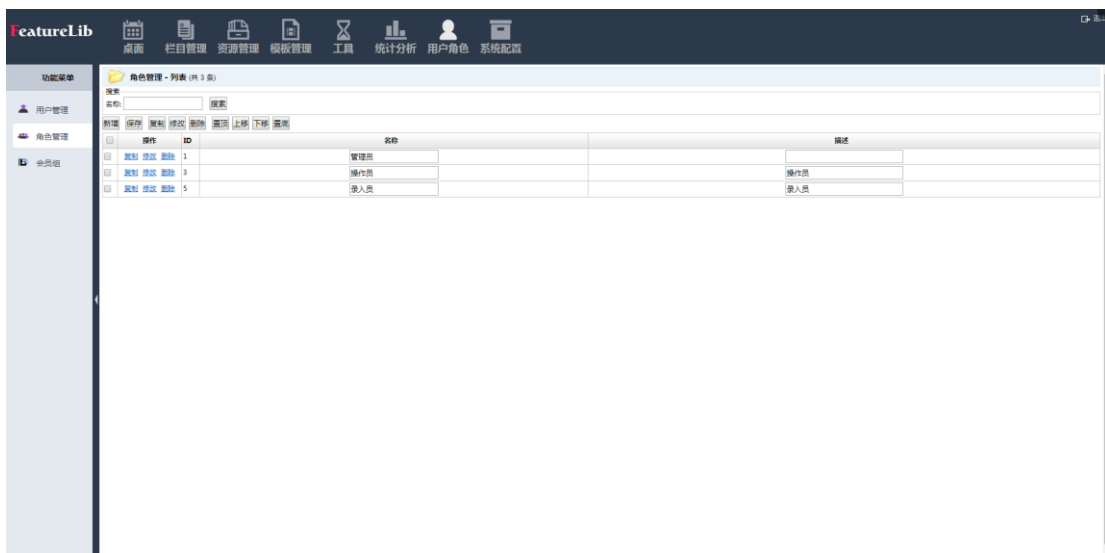 FeatureLib
桌面 栏目管理 资源管理 模板管理 工具 统计分析 用户角色 系统配置
功能菜单
用户管理
角色管理
会员组
角色管理 - 列表 (共 3 条)
搜索
名称: 搜索
新增 保存 复制 修改 删除 置顶 上移 下移 置底
操作 ID 名称 描述
复制 修改 删除 1 管理员
复制 修改 删除 3 操作员 操作员
复制 修改 删除 5 录入员 录入员